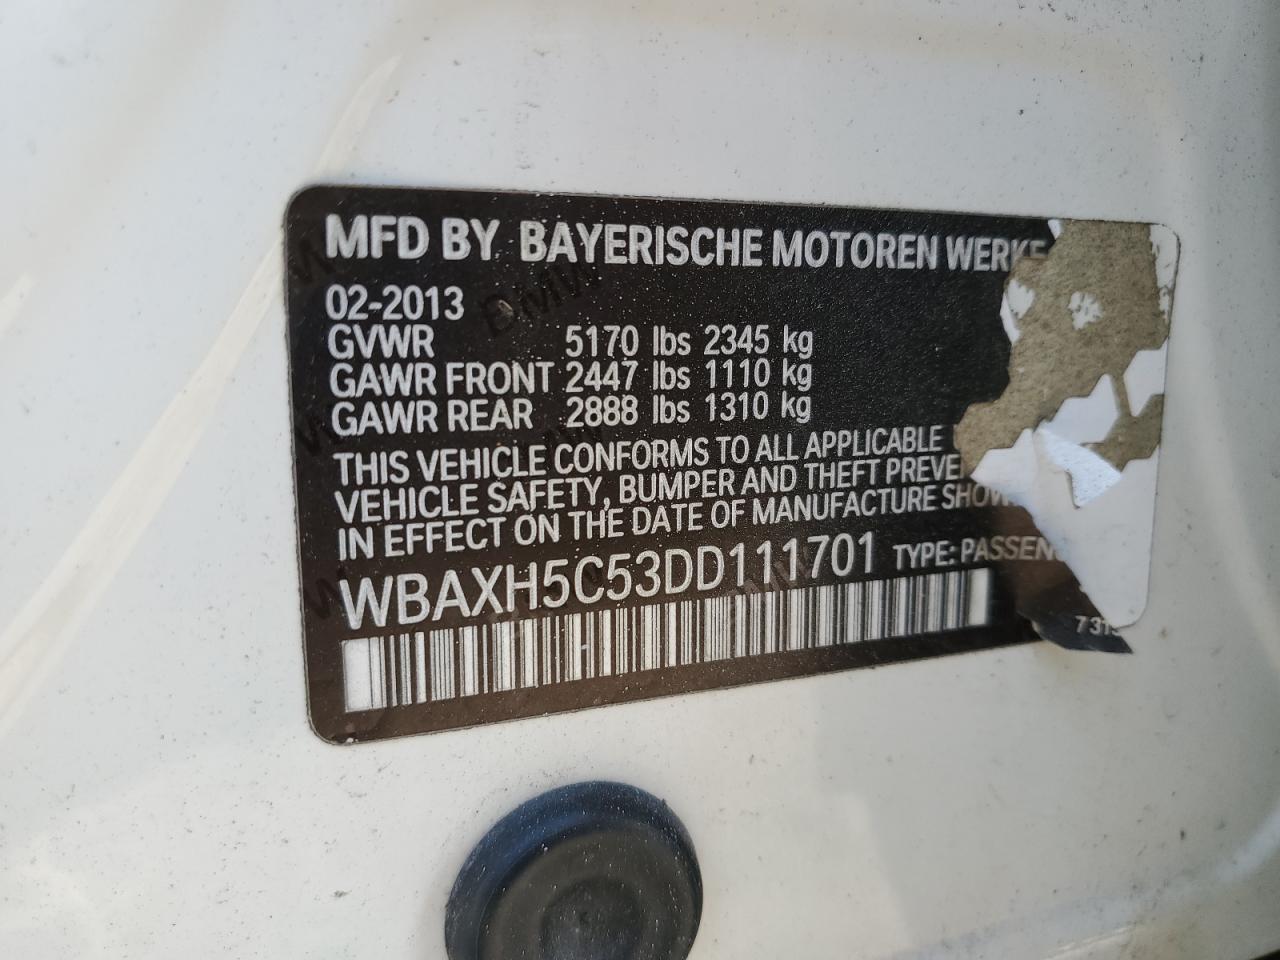 MFD BY BAYERISCHE MOTOREN WERKE
02-2013
GVWR 5170 lbs 2345 kg
GAWR FRONT 2447 lbs 1110 kg
GAWR REAR 2888 lbs 1310 kg
THIS VEHICLE CONFORMS TO ALL APPLICABLE
VEHICLE SAFETY, BUMPER AND THEFT PREVE
IN EFFECT ON THE DATE OF MANUFACTURE SHOW
WBAXH5C53DD111701 TYPE: PASSEN